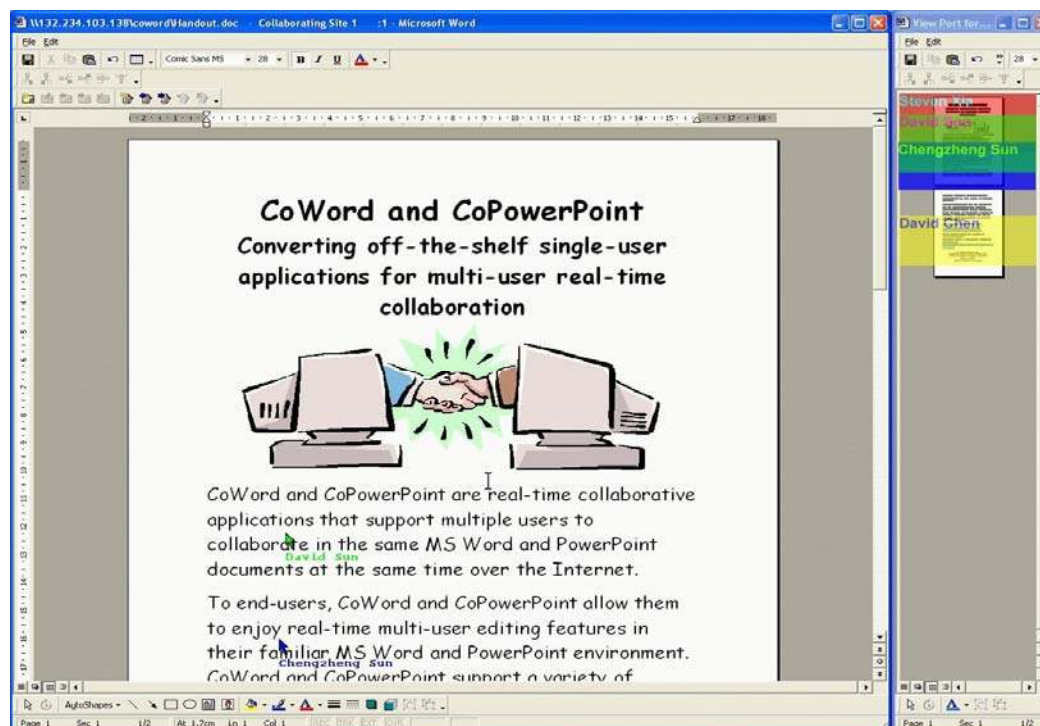 \\132.234.103.138\coword\Handout.doc - Collaborating Site 1 :1 - Microsoft Word
File Edit
Comic Sans MS 28 B I U A
CoWord and CoPowerPoint
Converting off-the-shelf single-user
applications for multi-user real-time
collaboration
CoWord and CoPowerPoint are real-time collaborative
applications that support multiple users to
collaborate in the same MS Word and PowerPoint
David Sun
documents at the same time over the Internet.
To end-users, CoWord and CoPowerPoint allow them
to enjoy real-time multi-user editing features in
their familiar MS Word and PowerPoint environment.
Chengzheng Sun
CoWord and CoPowerPoint support a variety of
AutoShapes
Page 1 Sec 1 1/2 At 1.7cm Ln 1 Col 1 REC TRK EXT OVR
View Port for...
File Edit
28
David Sun
Chengzheng Sun
David Chen
Page 1 Sec 1 1/2